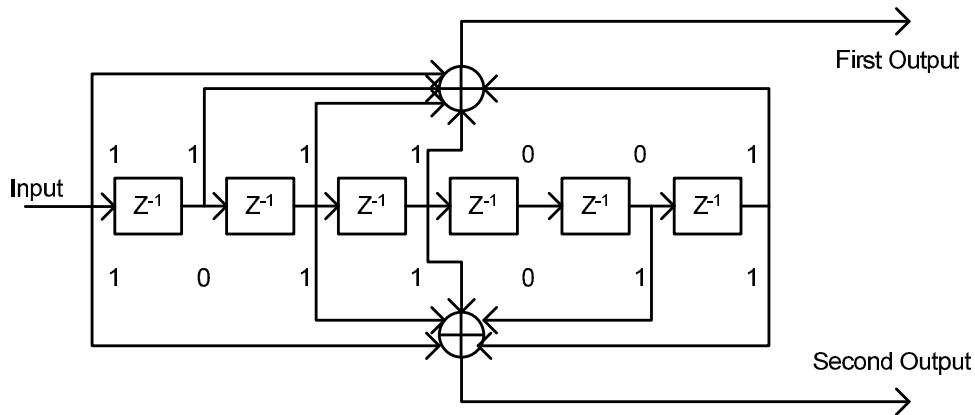 First Output
1 1 1 1 0 0 1
Input
Z⁻¹ Z⁻¹ Z⁻¹ Z⁻¹ Z⁻¹ Z⁻¹
1 0 1 1 0 1 1
Second Output